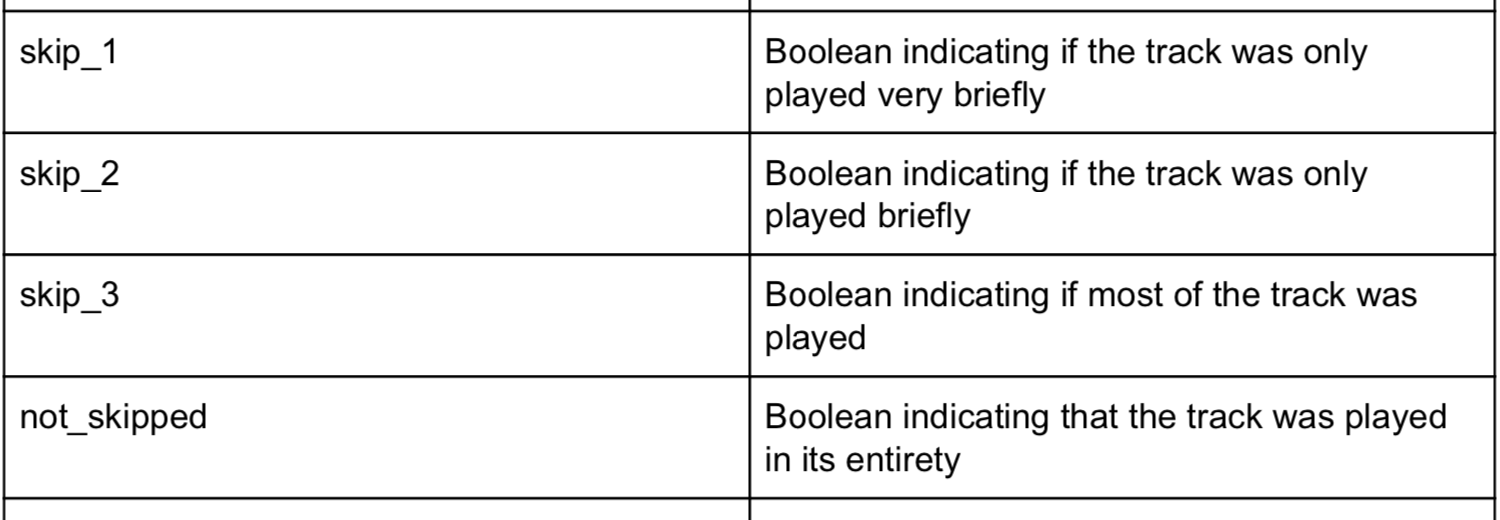 skip_1
Boolean indicating if the track was only
played very briefly
skip_2
Boolean indicating if the track was only
played briefly
skip_3
Boolean indicating if most of the track was
played
not_skipped
Boolean indicating that the track was played
in its entirety